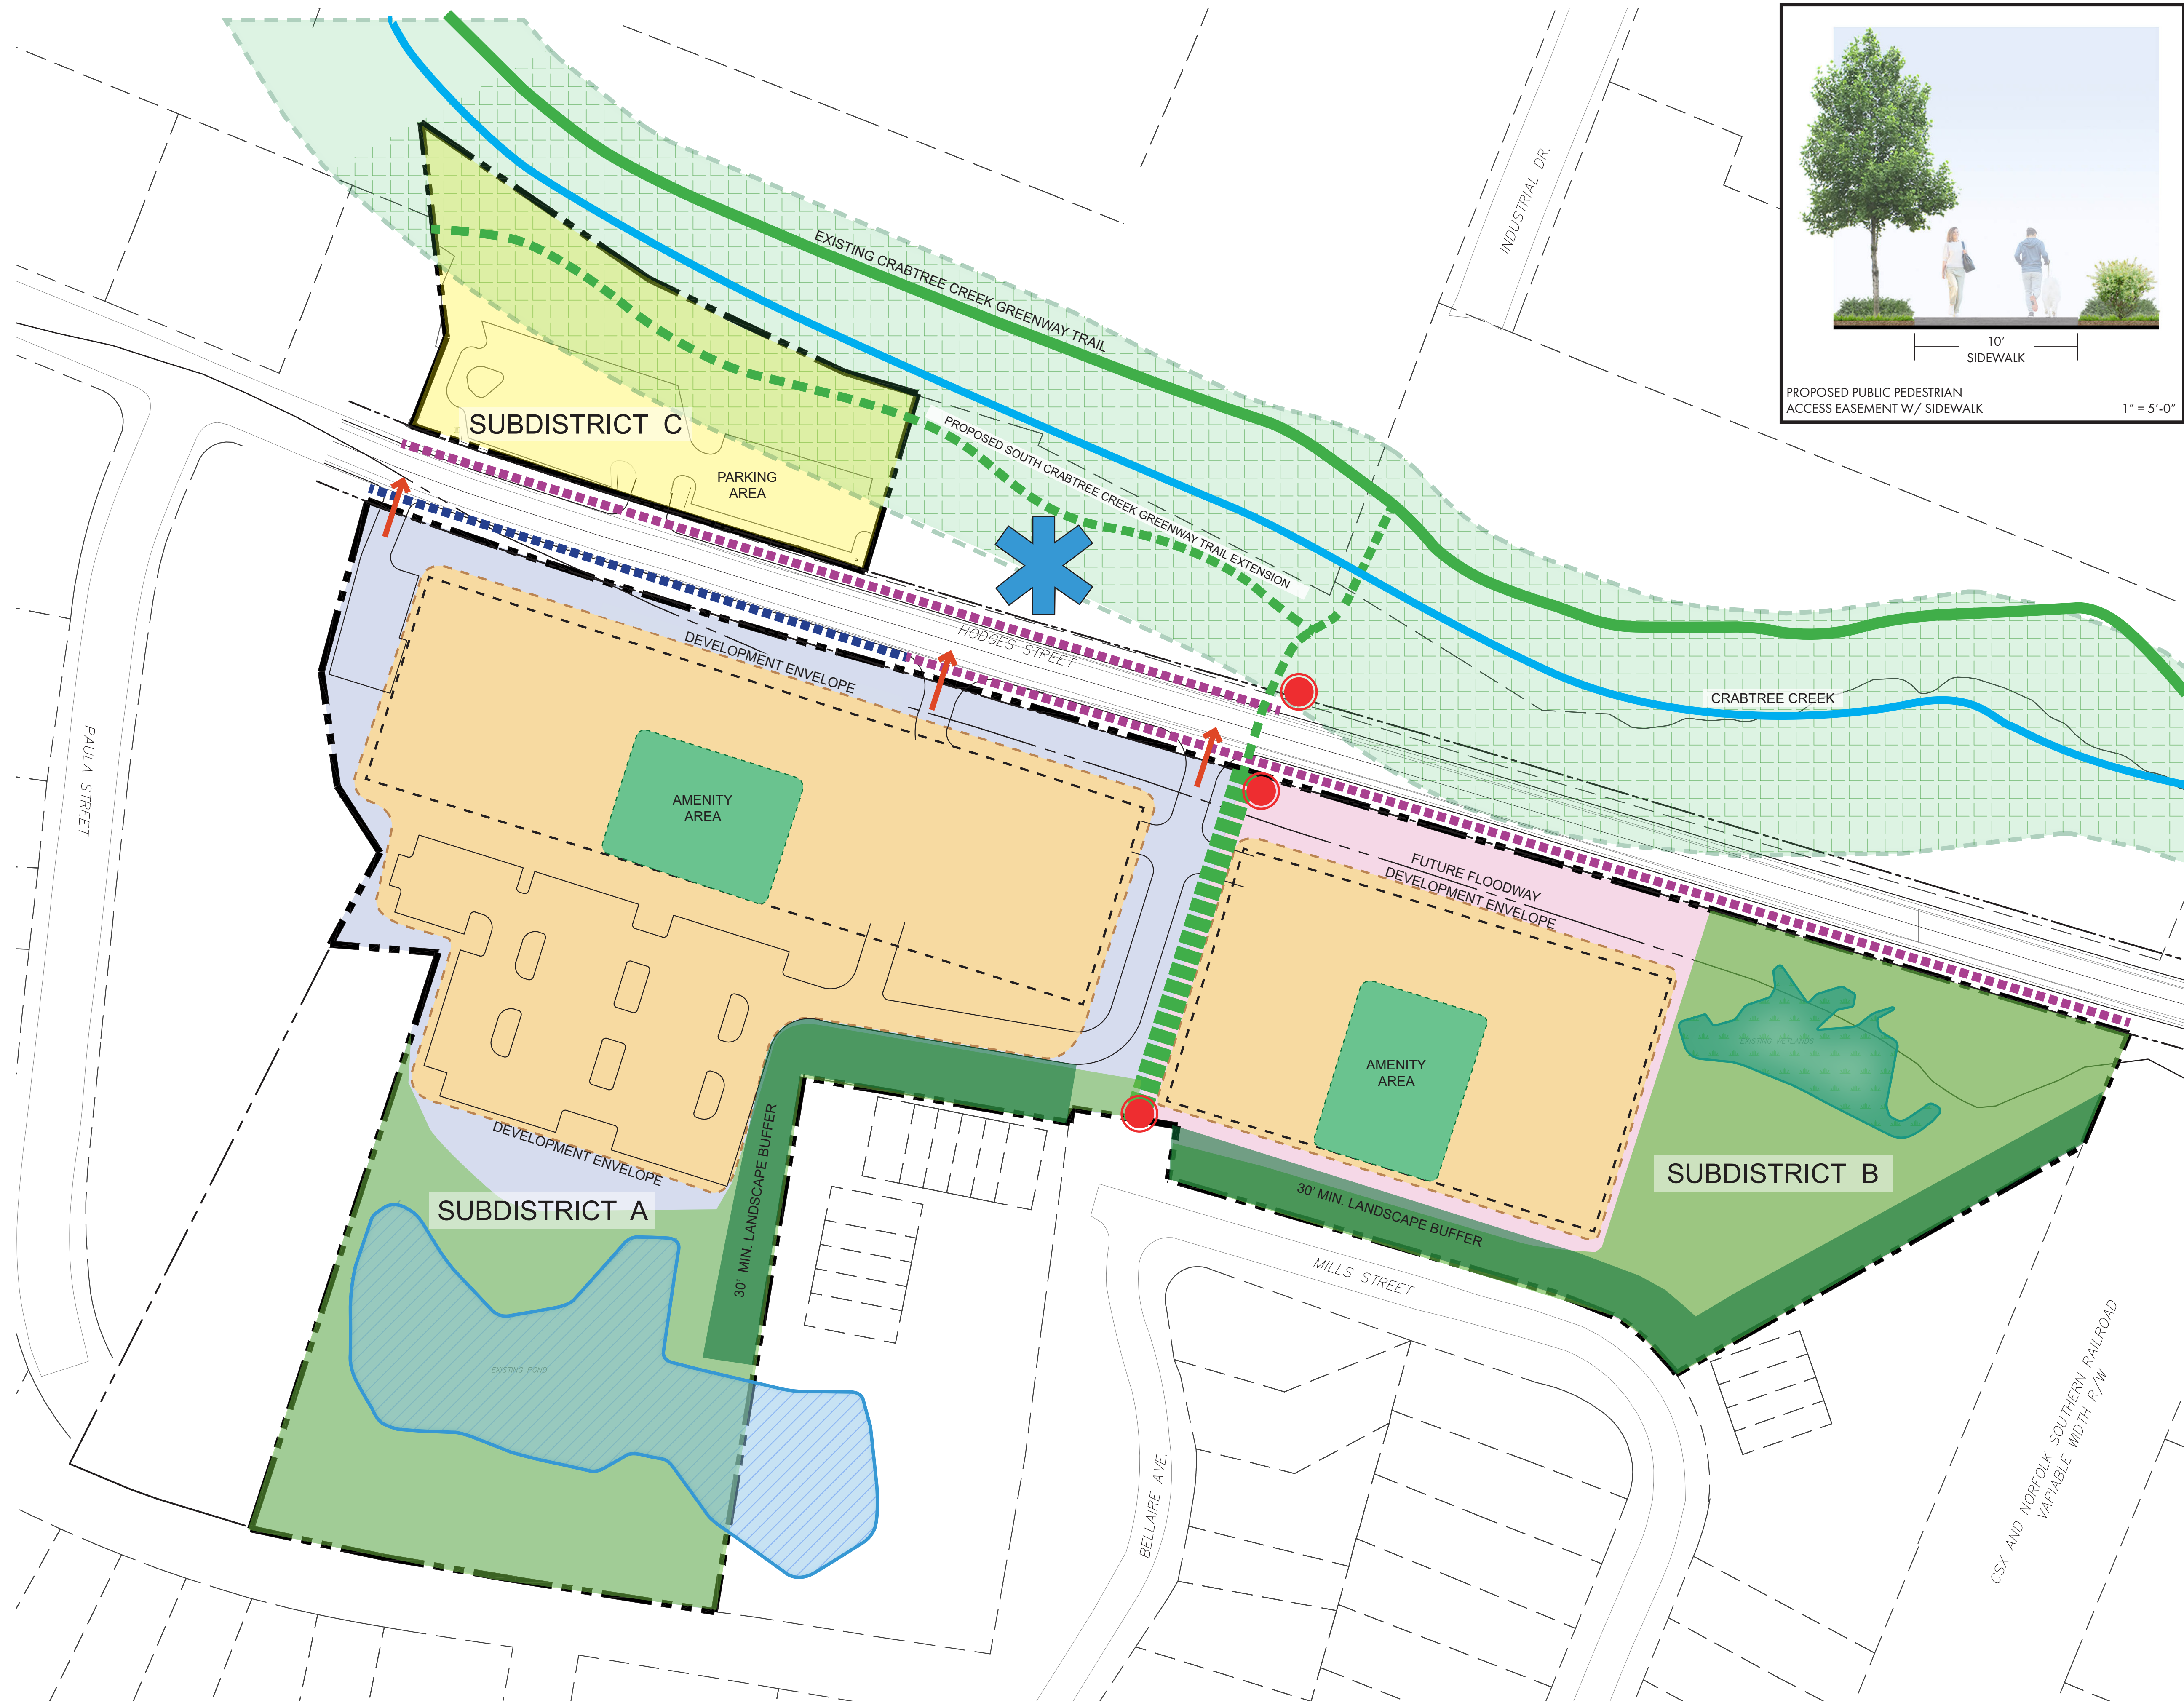 10'
SIDEWALK
PROPOSED PUBLIC PEDESTRIAN
ACCESS EASEMENT W/ SIDEWALK
1" = 5'-0"
INDUSTRIAL DR.
EXISTING CRABTREE CREEK GREENWAY TRAIL
SUBDISTRICT C
PARKING
AREA
PROPOSED SOUTH CRABTREE CREEK GREENWAY TRAIL EXTENSION
HODGES STREET
DEVELOPMENT ENVELOPE
CRABTREE CREEK
PAULA STREET
AMENITY
AREA
FUTURE FLOODWAY
DEVELOPMENT ENVELOPE
EXISTING WETLANDS
AMENITY
AREA
DEVELOPMENT ENVELOPE
30' MIN. LANDSCAPE BUFFER
SUBDISTRICT A
SUBDISTRICT B
30' MIN. LANDSCAPE BUFFER
MILLS STREET
EXISTING POND
BELLAIRE AVE.
CSX AND NORFOLK SOUTHERN RAILROAD
VARIABLE WIDTH R/W